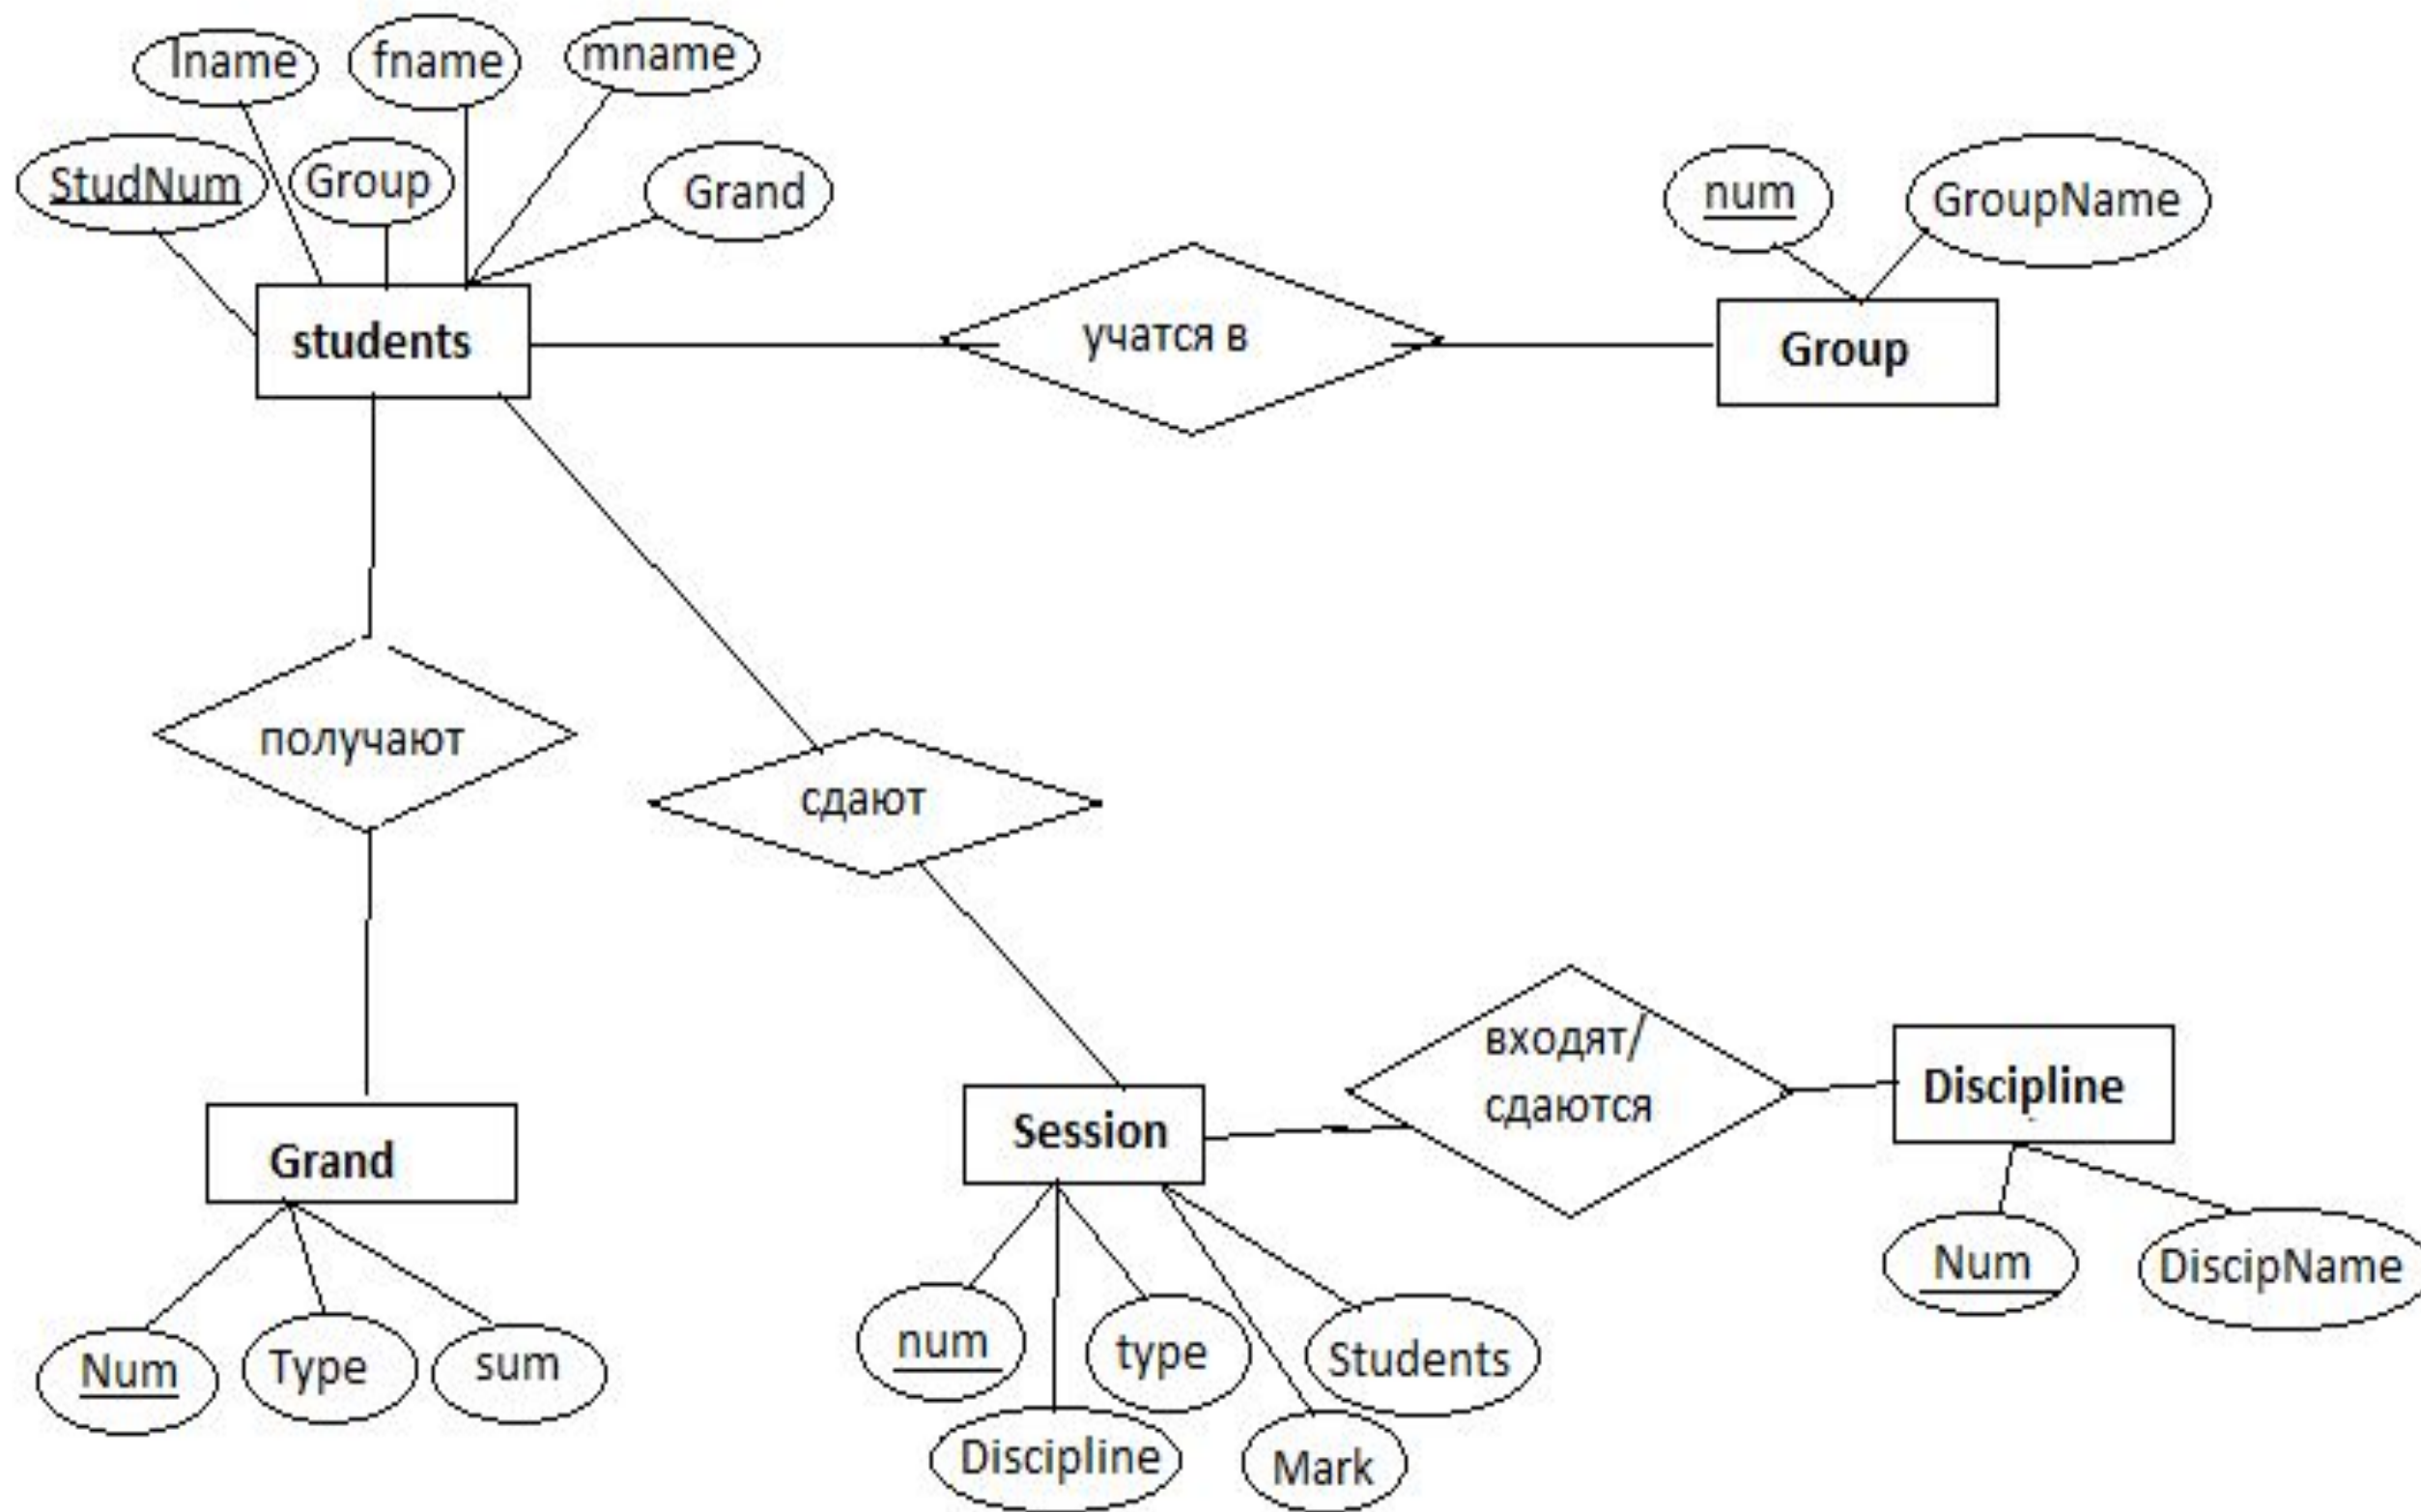 lname
fname
mname
StudNum
Group
Grand
num
GroupName
students
учатся в
Group
получают
сдают
входят/
сдаются
Discipline
Session
Grand
Num
DiscipName
num
type
Students
Num
Type
sum
Discipline
Mark